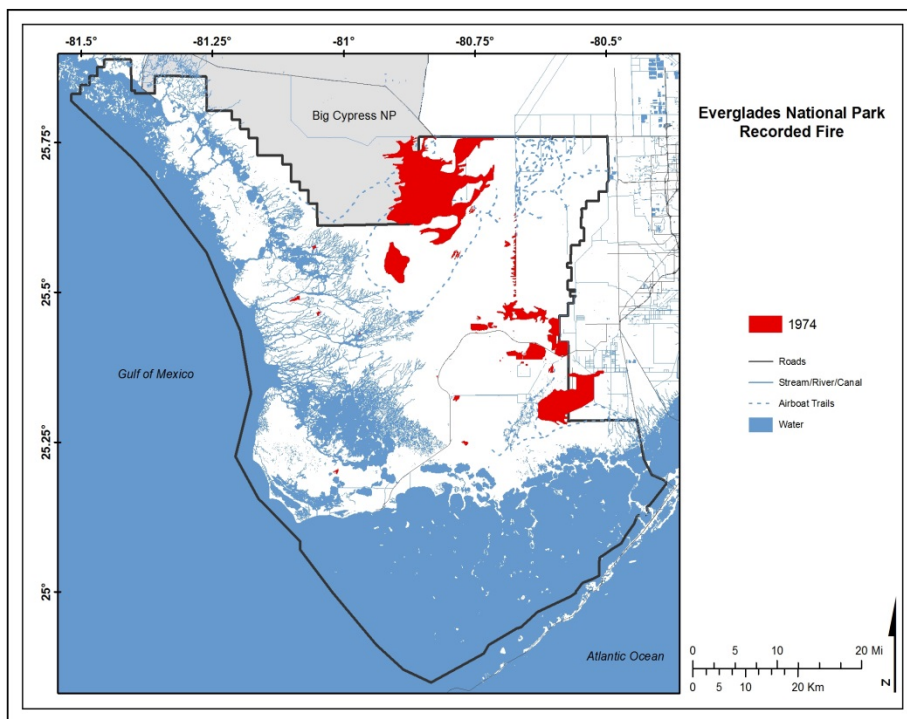 -81.5
-81.25
-81
-80.75
-80.5
Big Cypress NP
25.75
25.5
25.25
25°
Gulf of Mexico
Atlantic Ocean
Everglades National Park
Recorded Fire
1974
Roads
Stream/River/Canal
Airboat Trails
Water
0 5 10 20 Mi
0 5 10 20 Km
N